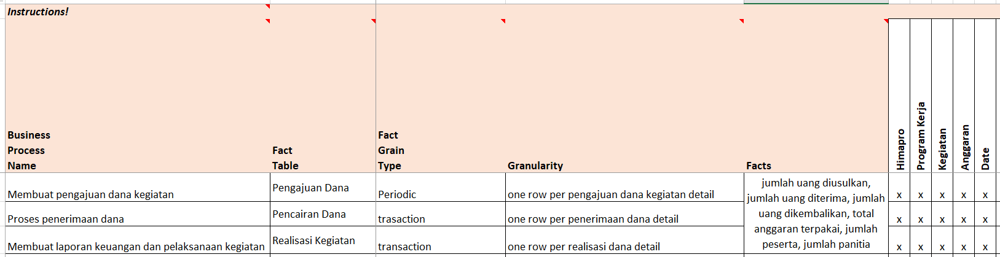 Instructions!
Business
Process
Name
Fact
Table
Fact
Grain
Type
Granularity
Facts
Himapro
Program Kerja
Kegiatan
Anggaran
Date
Membuat pengajuan dana kegiatan
Pengajuan Dana
Periodic
one row per pengajuan dana kegiatan detail
jumlah uang diusulkan,
jumlah uang diterima, jumlah
uang dikembalikan, total
anggaran terpakai, jumlah
peserta, jumlah panitia
x x x x x
Proses penerimaan dana
Pencairan Dana
trasaction
one row per penerimaan dana detail
x x x x x
Membuat laporan keuangan dan pelaksanaan kegiatan
Realisasi Kegiatan
transaction
one row per realisasi dana detail
x x x x x